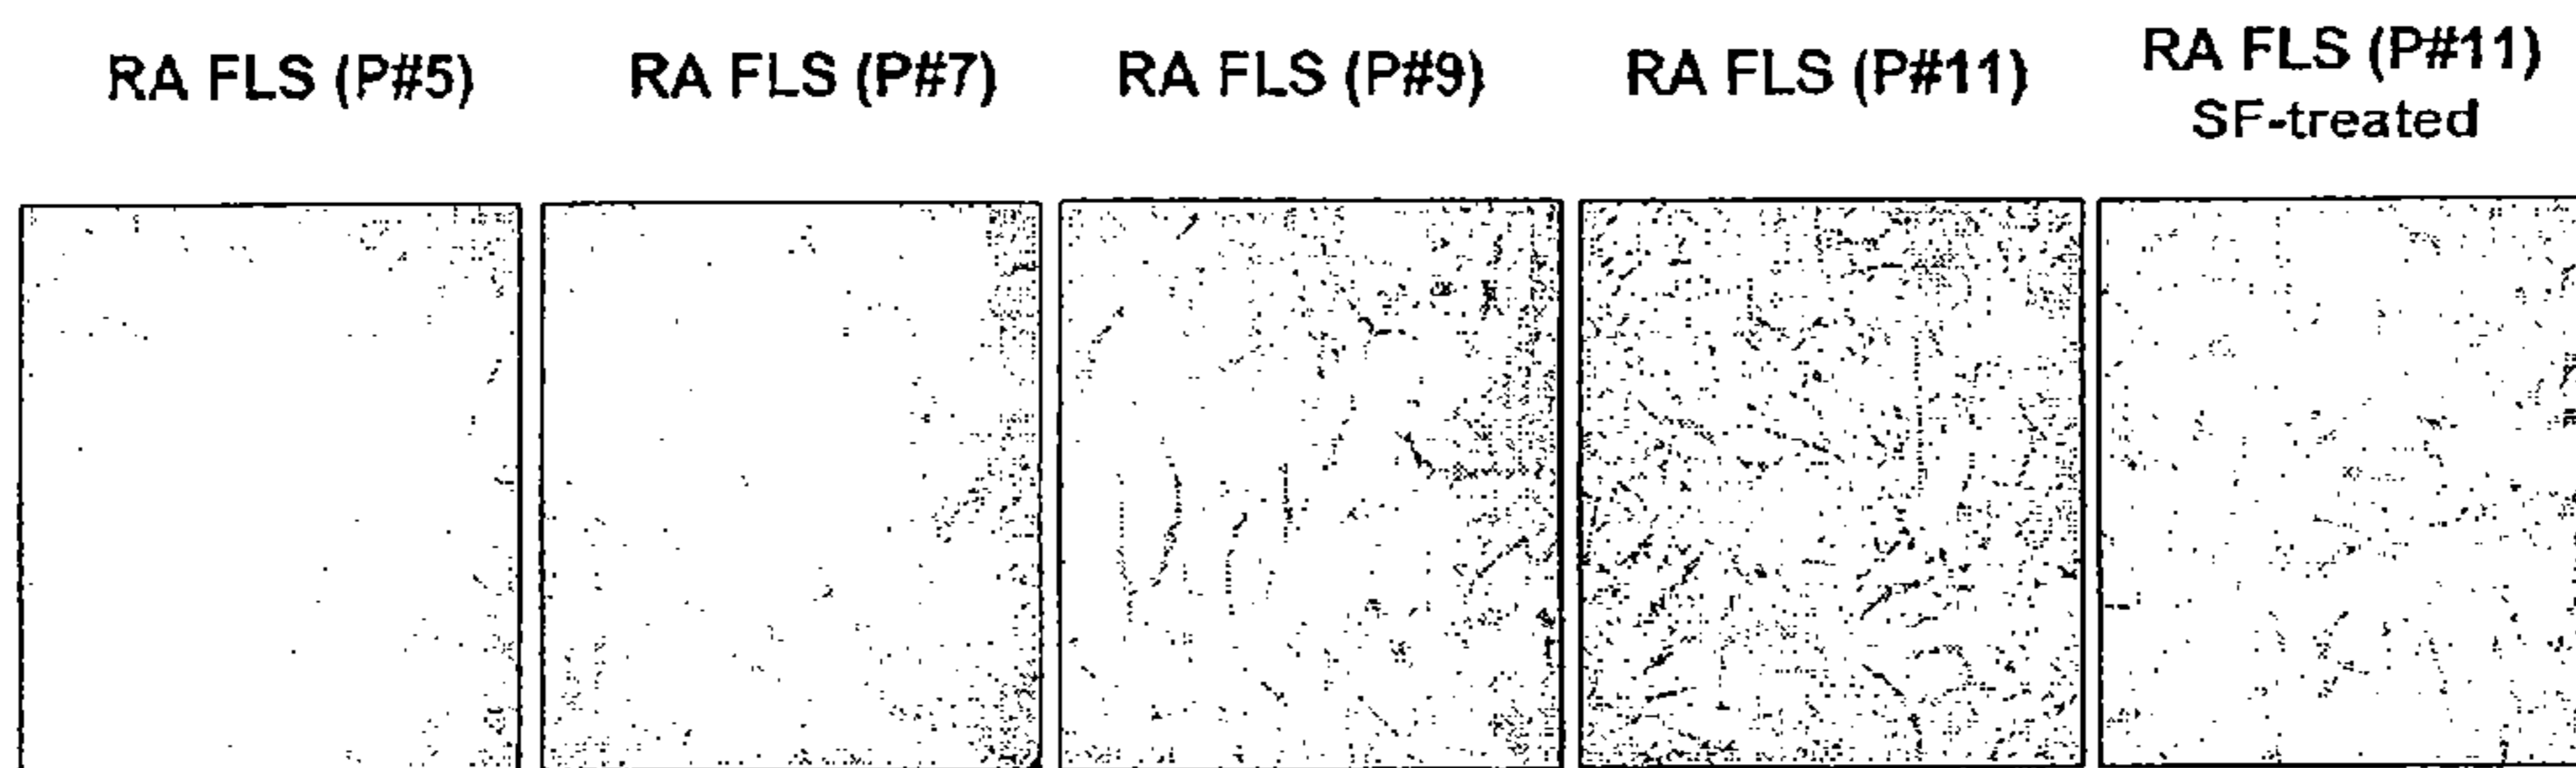 RA FLS (P#5)
RA FLS (P#7)
RA FLS (P#9)
RA FLS (P#11)
RA FLS (P#11)
SF-treated